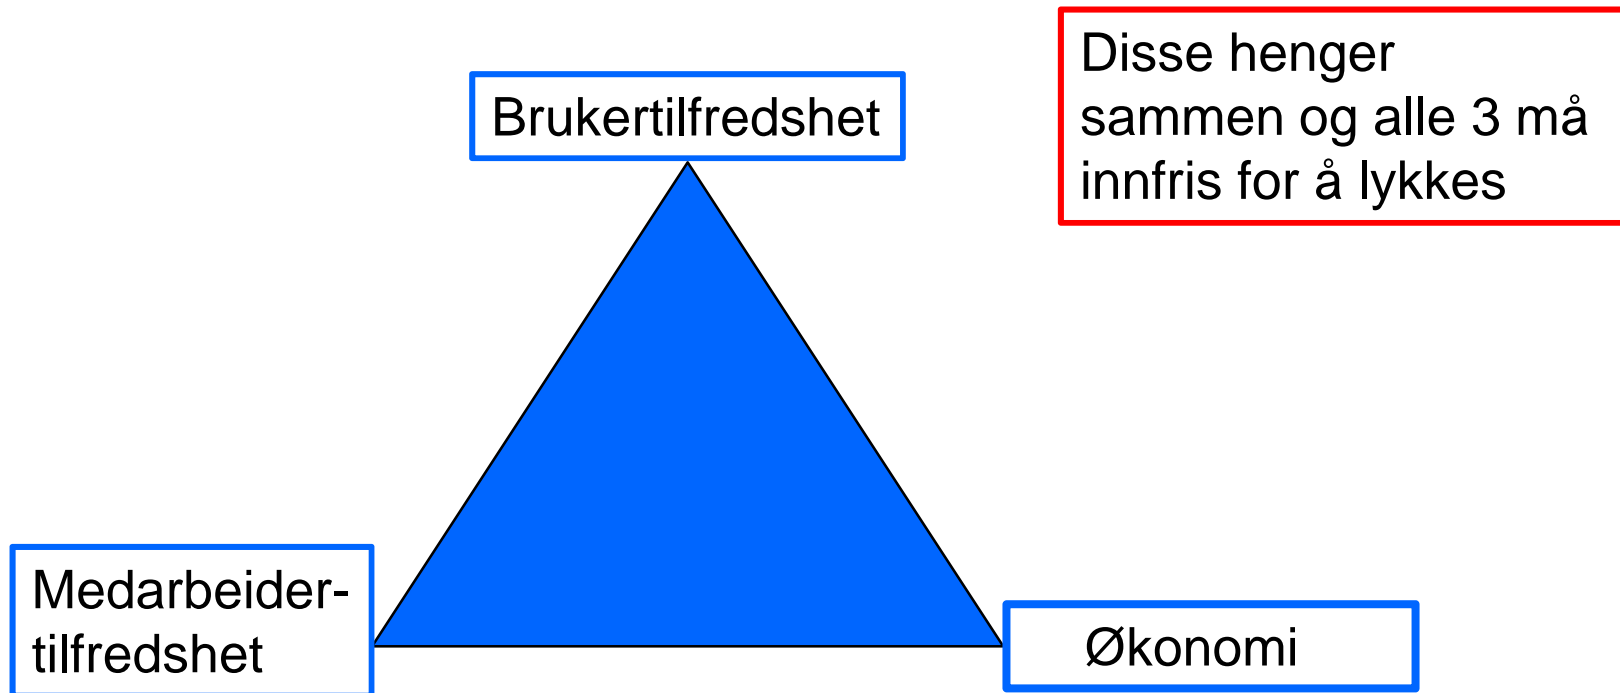 Disse henger
sammen og alle 3 må
innfris for å lykkes
Brukertilfredshet
Medarbeider-
tilfredshet
Økonomi